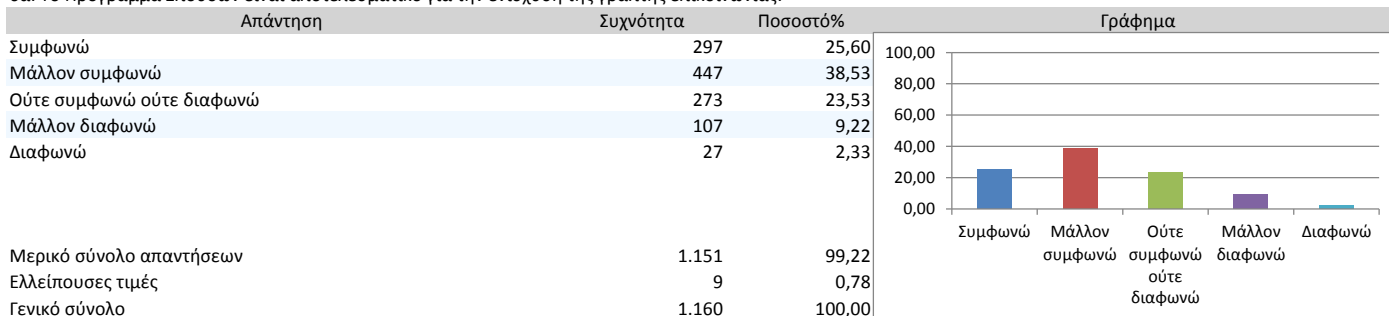 Απάντηση Συχνότητα Ποσοστό% Γράφημα
Συμφωνώ 297 25,60
Μάλλον συμφωνώ 447 38,53
Ούτε συμφωνώ ούτε διαφωνώ 273 23,53
Μάλλον διαφωνώ 107 9,22
Διαφωνώ 27 2,33
Μερικό σύνολο απαντήσεων 1.151 99,22
Ελλείπουσες τιμές 9 0,78
Γενικό σύνολο 1.160 100,00
100,00
80,00
60,00
40,00
20,00
0,00
Συμφωνώ Μάλλον Ούτε Μάλλον Διαφωνώ
συμφωνώ συμφωνώ διαφωνώ
ούτε
διαφωνώ